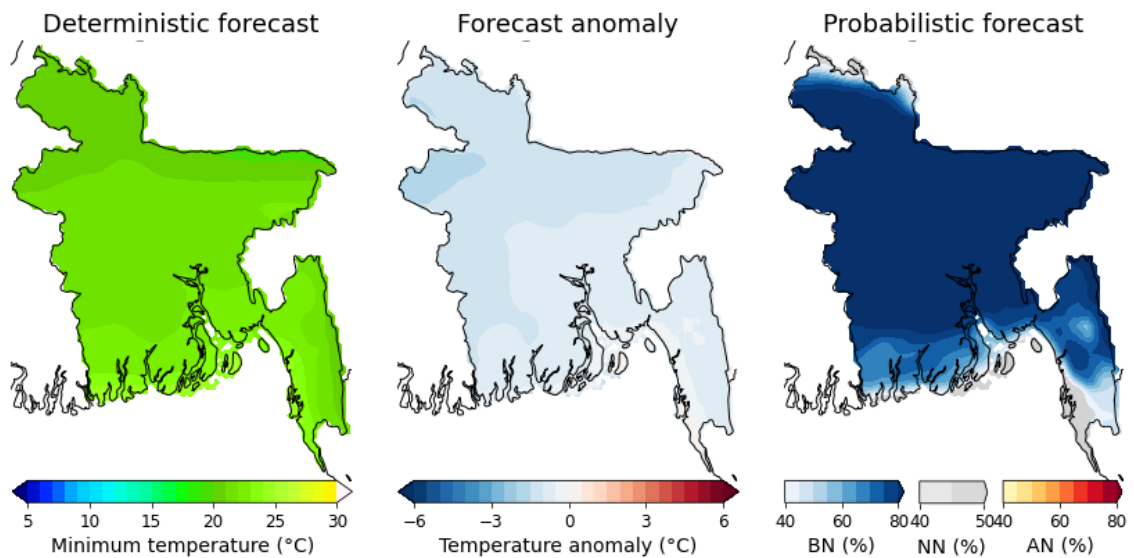 Deterministic forecast
Forecast anomaly
Probabilistic forecast
5 10 15 20 25 30
Minimum temperature (°C)
−6 −3 0 3 6
Temperature anomaly (°C)
40 60 80
BN (%)
40 50
NN (%)
40 60 80
AN (%)